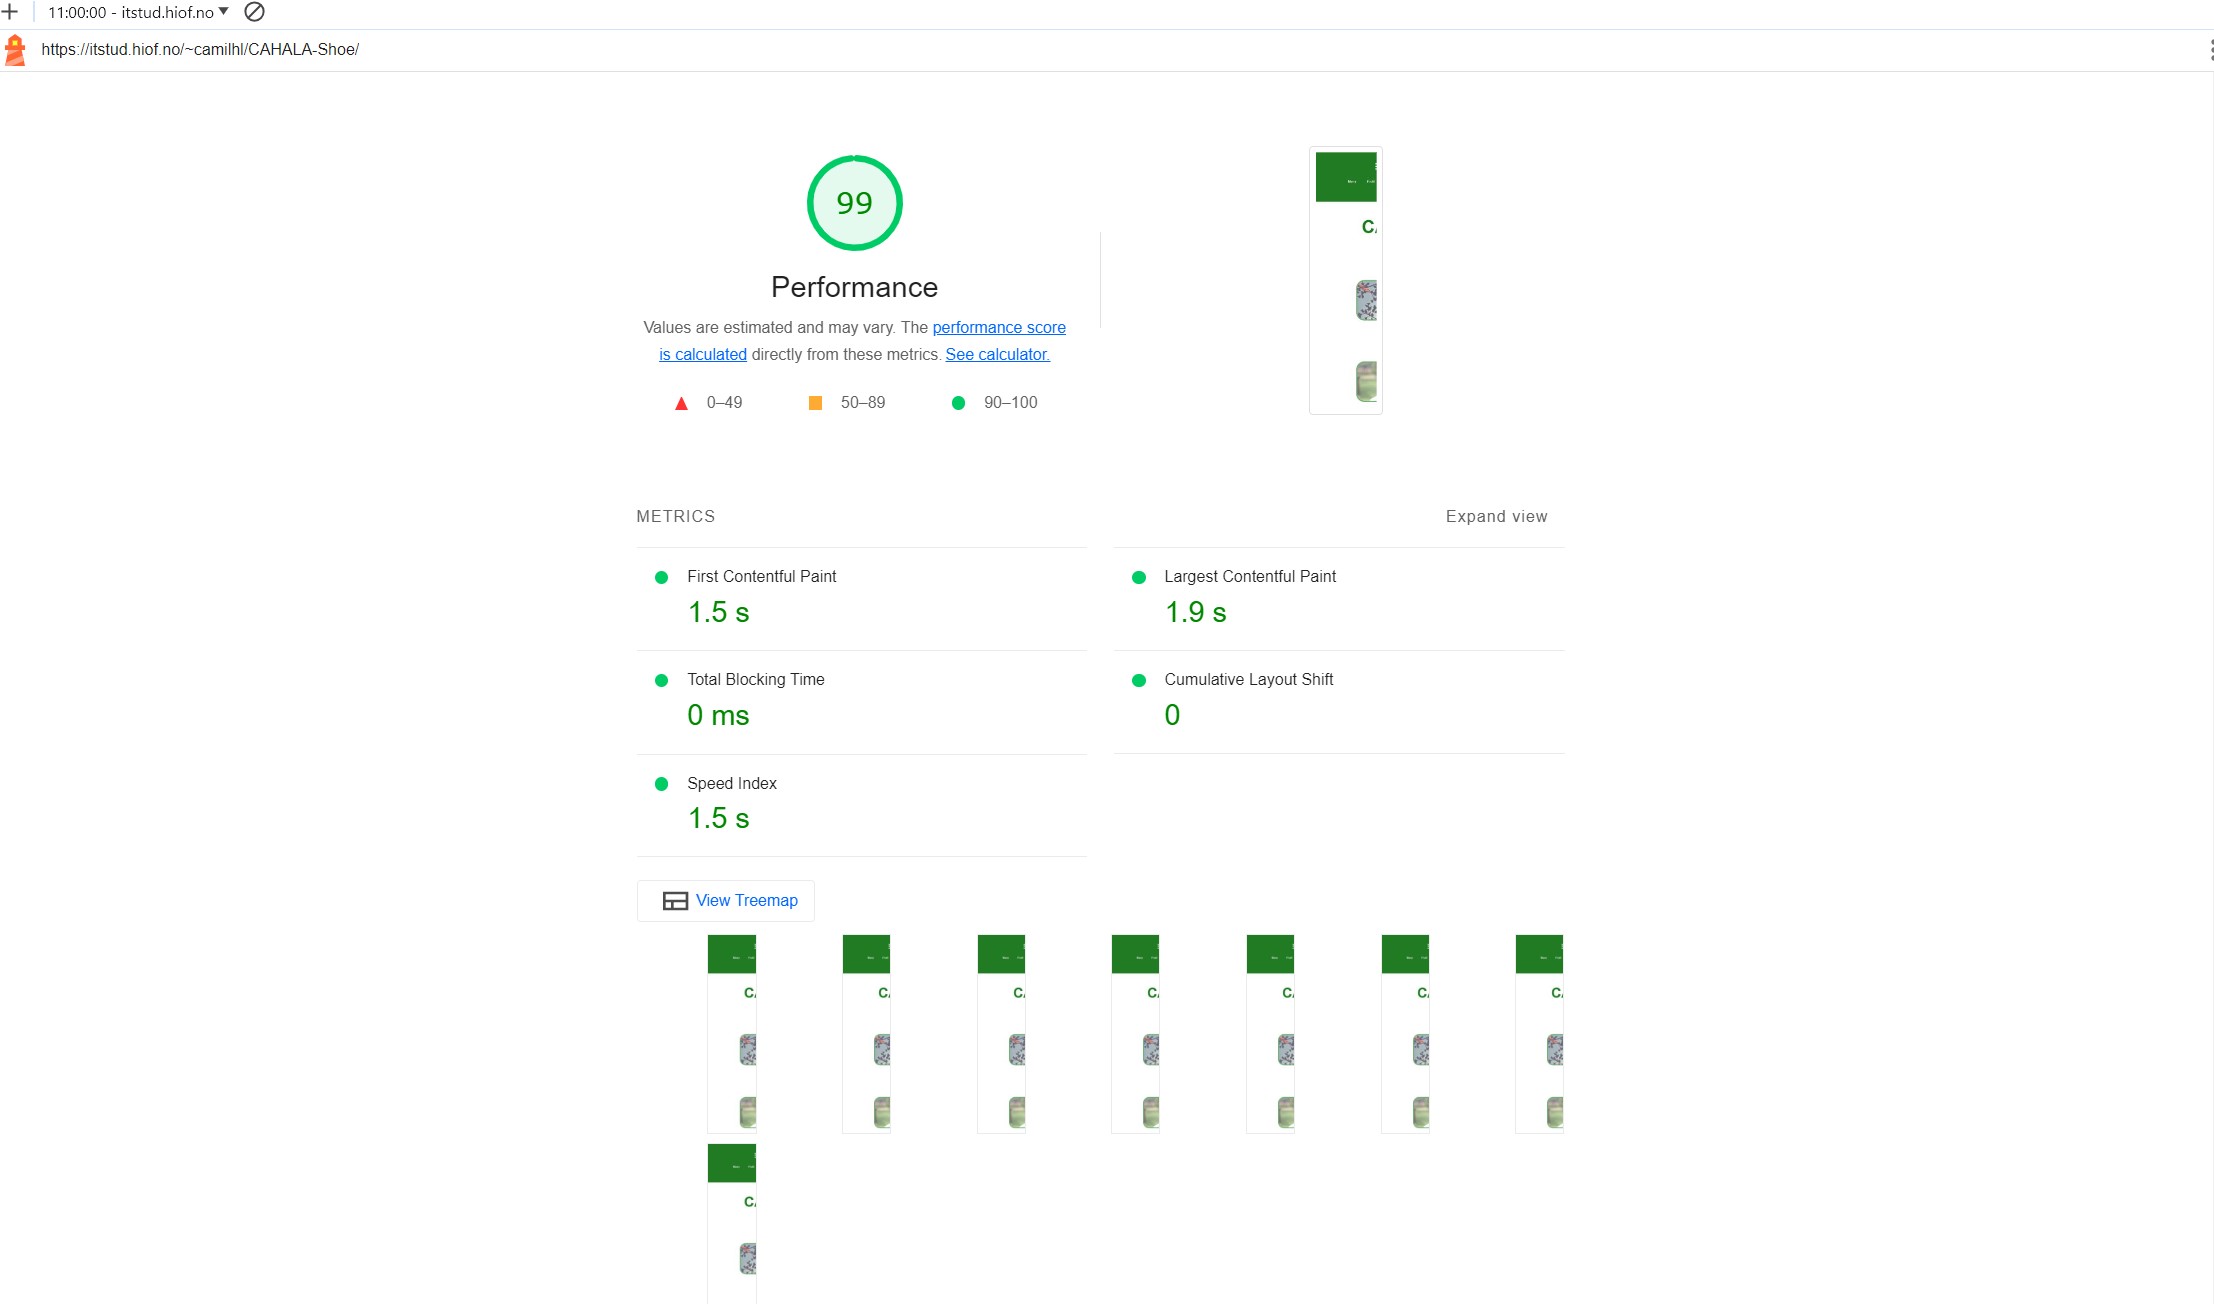 11:00:00 - itstud.hiof.no
https://itstud.hiof.no/~camilhl/CAHALA-Shoe/
99
Performance
Values are estimated and may vary. The performance score
is calculated directly from these metrics. See calculator.
0–49
50–89
90–100
METRICS
Expand view
First Contentful Paint
1.5 s
Largest Contentful Paint
1.9 s
Total Blocking Time
0 ms
Cumulative Layout Shift
0
Speed Index
1.5 s
View Treemap